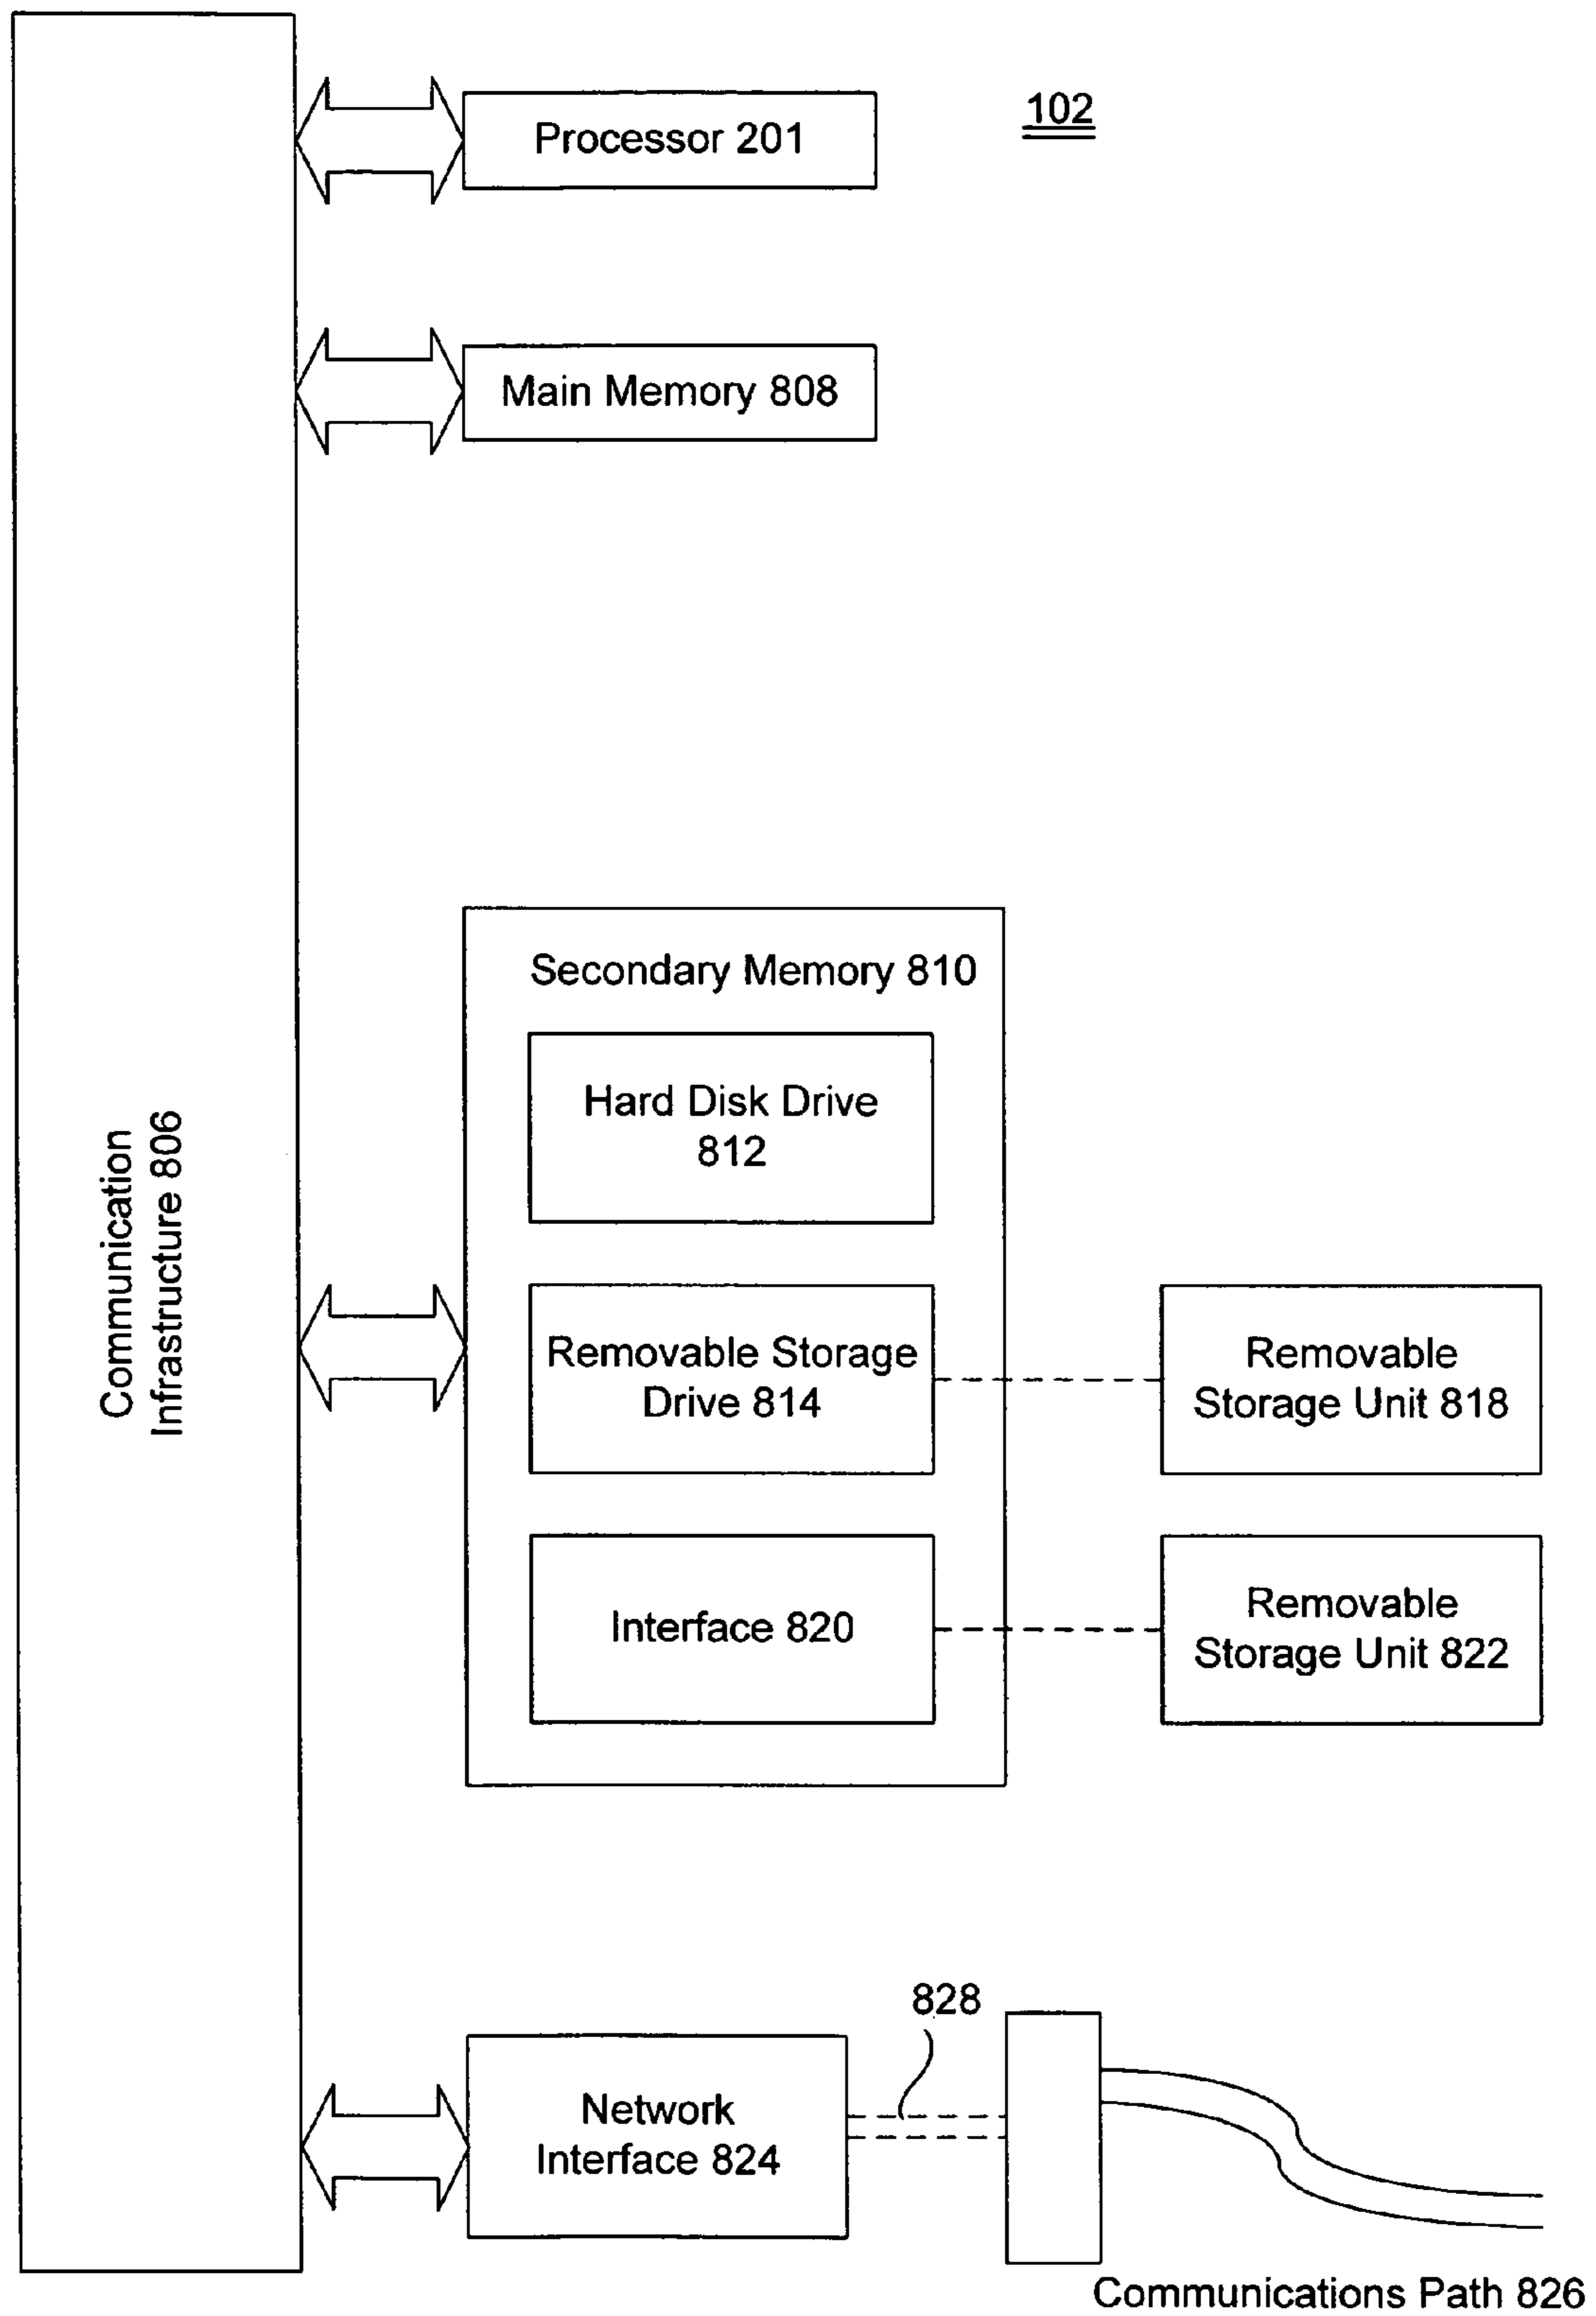 Processor 201
102
Main Memory 808
Communication
Infrastructure 806
Secondary Memory 810
Hard Disk Drive
812
Removable Storage
Drive 814
Removable
Storage Unit 818
Interface 820
Removable
Storage Unit 822
828
Network
Interface 824
Communications Path 826